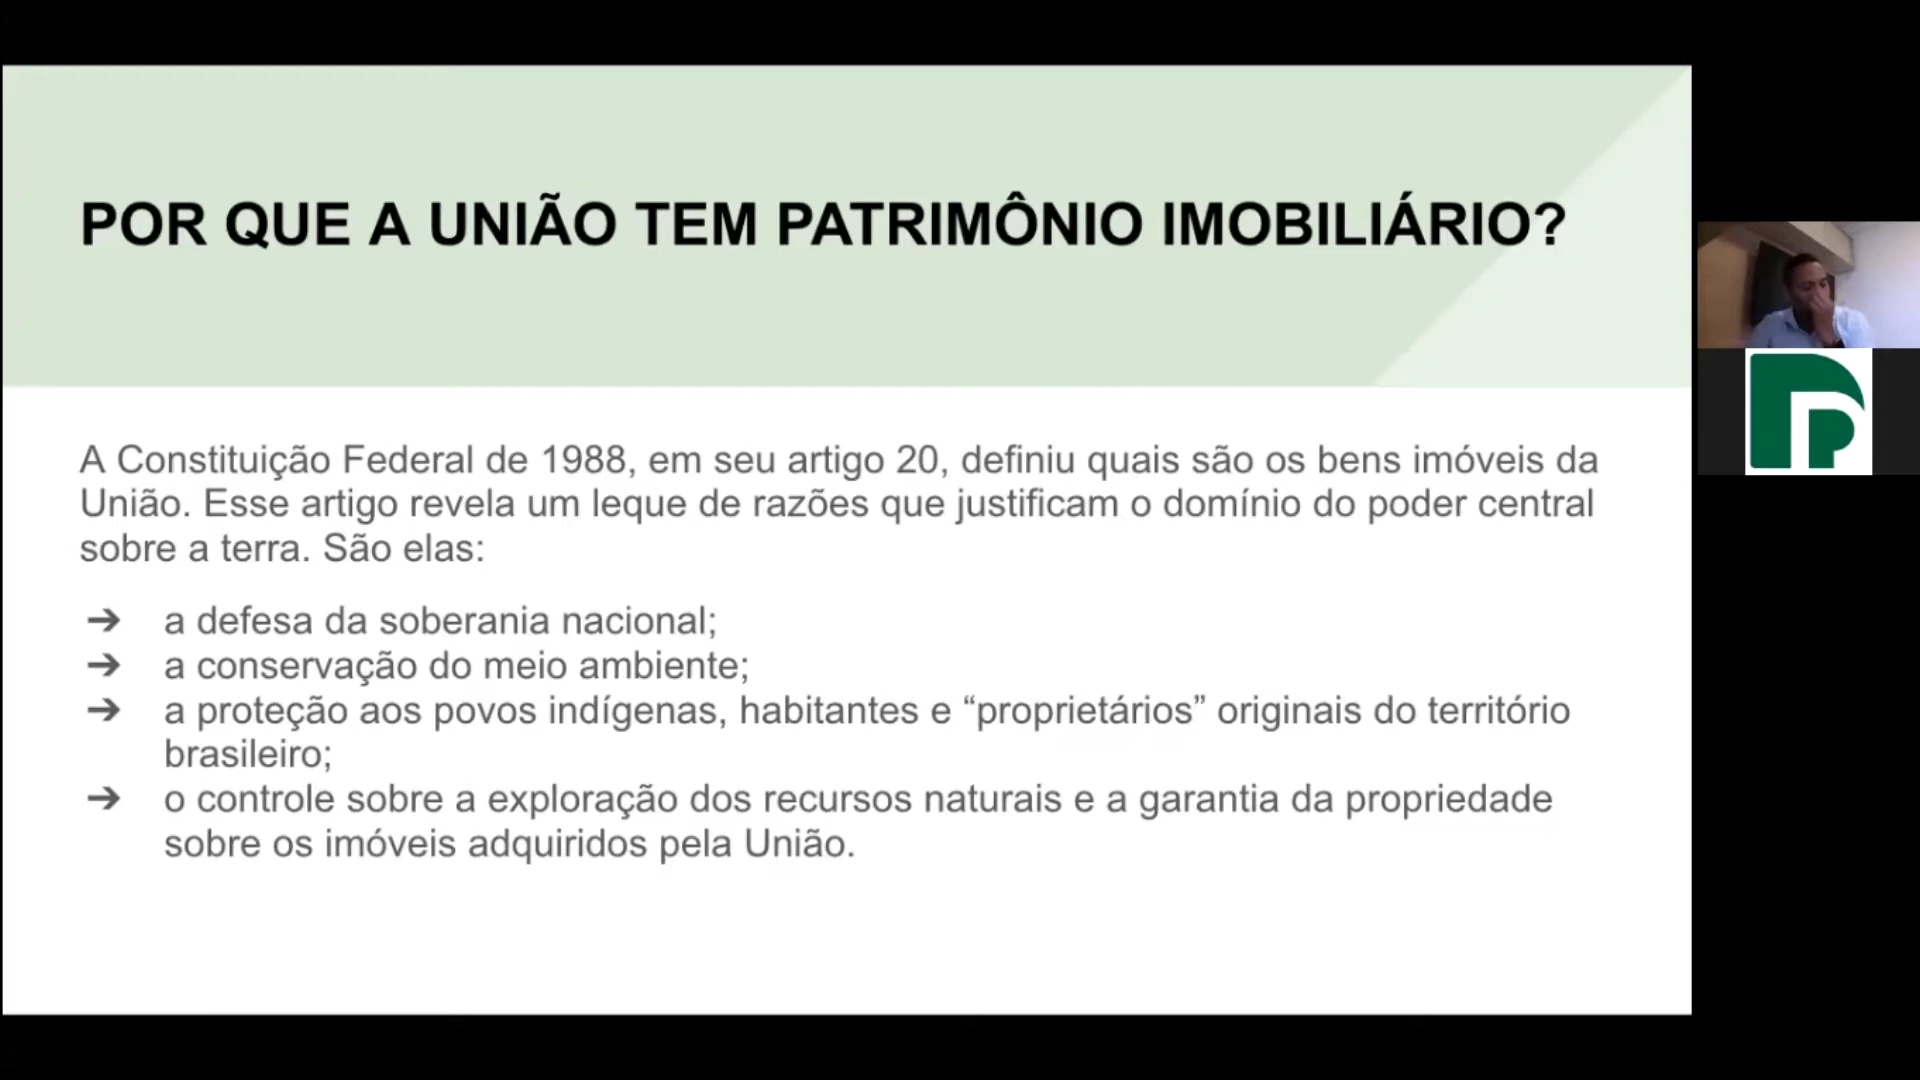 POR QUE A UNIÃO TEM PATRIMÔNIO IMOBILIÁRIO?
A Constituição Federal de 1988, em seu artigo 20, definiu quais são os bens imóveis da
União. Esse artigo revela um leque de razões que justificam o domínio do poder central
sobre a terra. São elas:
➔ a defesa da soberania nacional;
➔ a conservação do meio ambiente;
➔ a proteção aos povos indígenas, habitantes e “proprietários” originais do território
brasileiro;
➔ o controle sobre a exploração dos recursos naturais e a garantia da propriedade
sobre os imóveis adquiridos pela União.